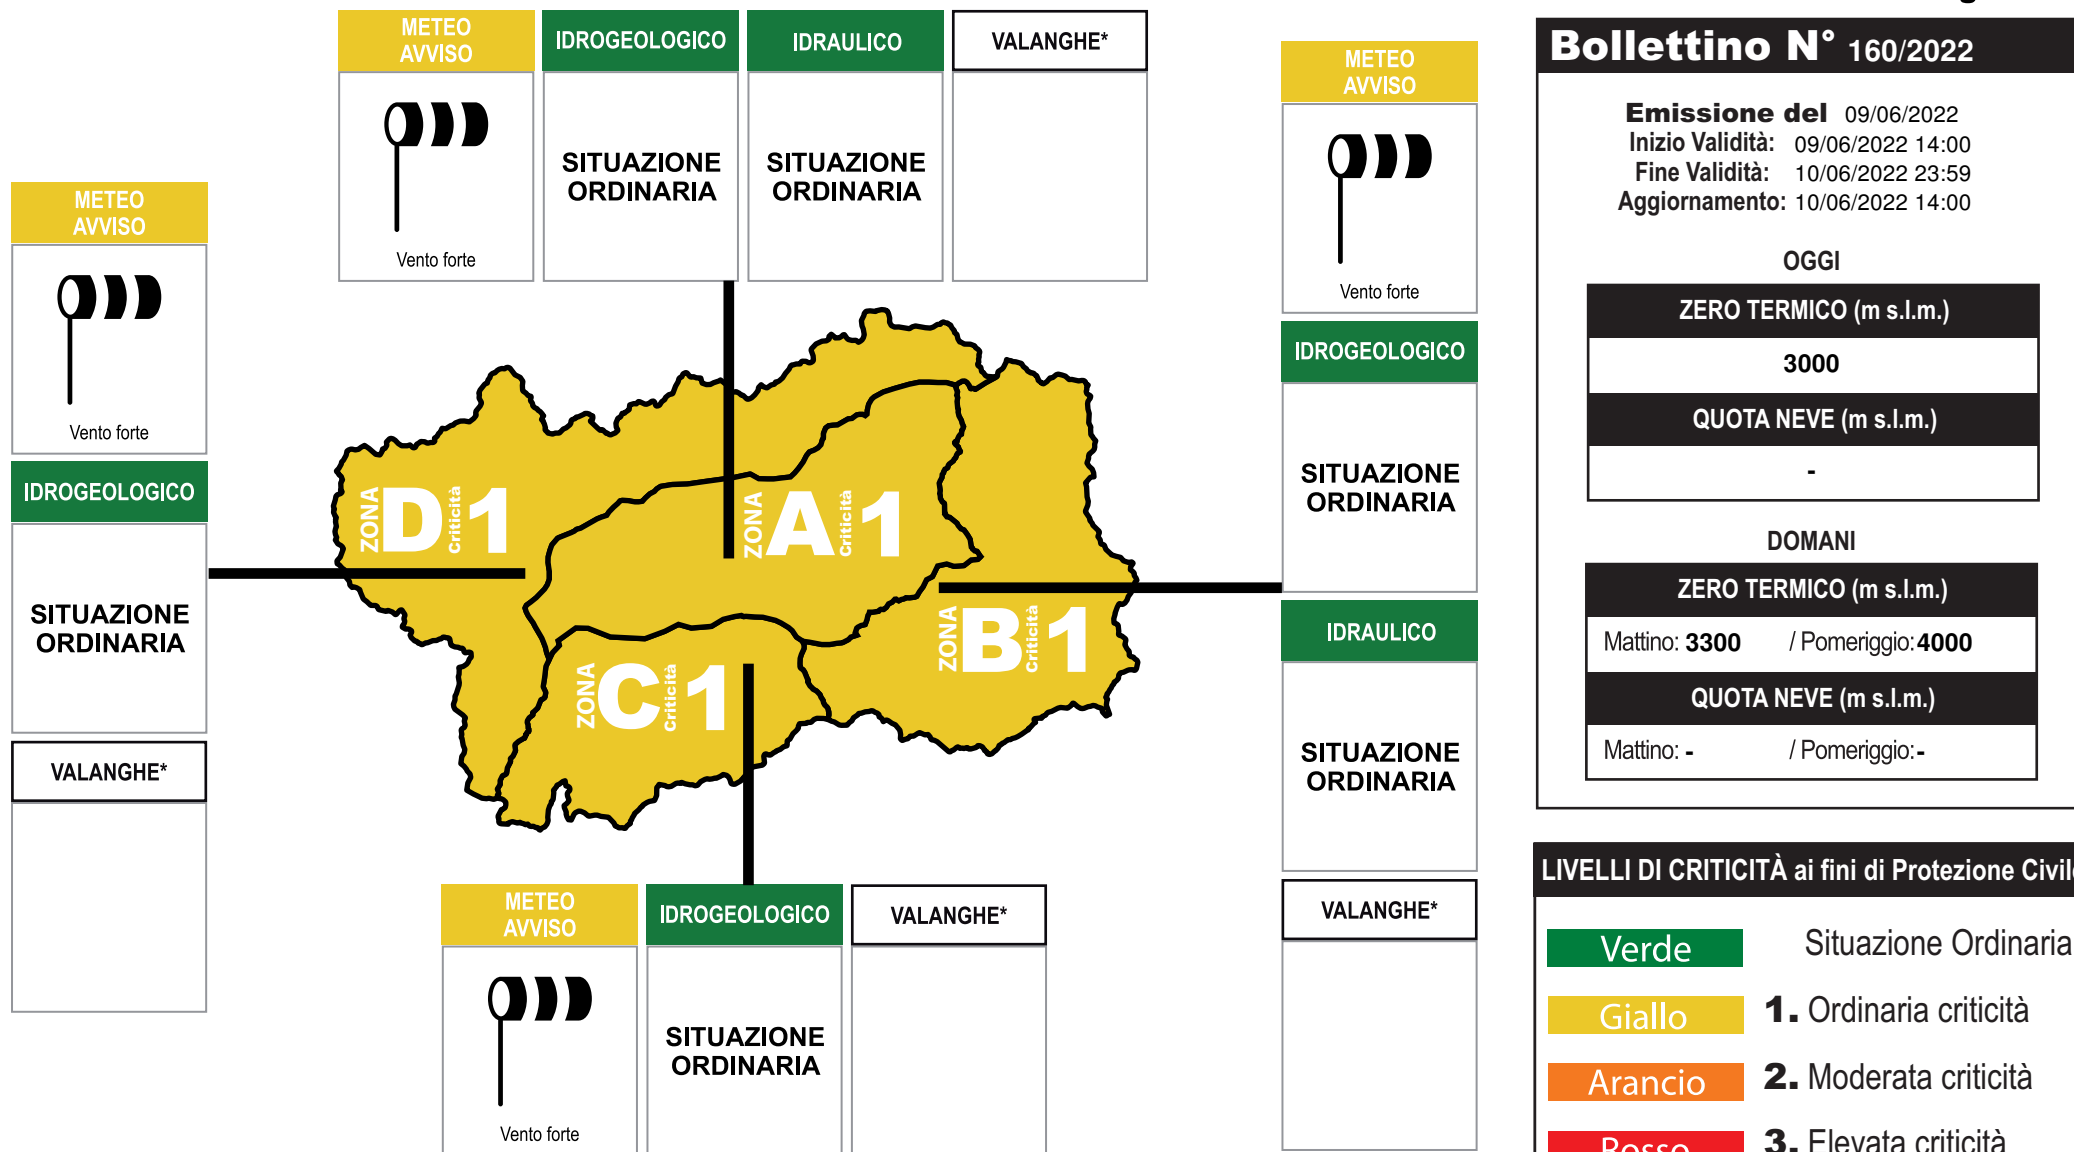 METEO
AVVISO
IDROGEOLOGICO
IDRAULICO
VALANGHE*
Vento forte
SITUAZIONE
ORDINARIA
SITUAZIONE
ORDINARIA
METEO
AVVISO
Vento forte
IDROGEOLOGICO
SITUAZIONE
ORDINARIA
VALANGHE*
METEO
AVVISO
Vento forte
IDROGEOLOGICO
SITUAZIONE
ORDINARIA
IDRAULICO
SITUAZIONE
ORDINARIA
VALANGHE*
ZONA D Criticità 1
ZONA A Criticità 1
ZONA B Criticità 1
ZONA C Criticità 1
METEO
AVVISO
IDROGEOLOGICO
VALANGHE*
Vento forte
SITUAZIONE
ORDINARIA
Bollettino N° 160/2022
Emissione del 09/06/2022
Inizio Validità: 09/06/2022 14:00
Fine Validità: 10/06/2022 23:59
Aggiornamento: 10/06/2022 14:00
OGGI
ZERO TERMICO (m s.l.m.)
3000
QUOTA NEVE (m s.l.m.)
-
DOMANI
ZERO TERMICO (m s.l.m.)
Mattino: 3300 / Pomeriggio: 4000
QUOTA NEVE (m s.l.m.)
Mattino: - / Pomeriggio: -
LIVELLI DI CRITICITÀ ai fini di Protezione Civile
Verde Situazione Ordinaria
Giallo 1. Ordinaria criticità
Arancio 2. Moderata criticità
Rosso 3. Elevata criticità